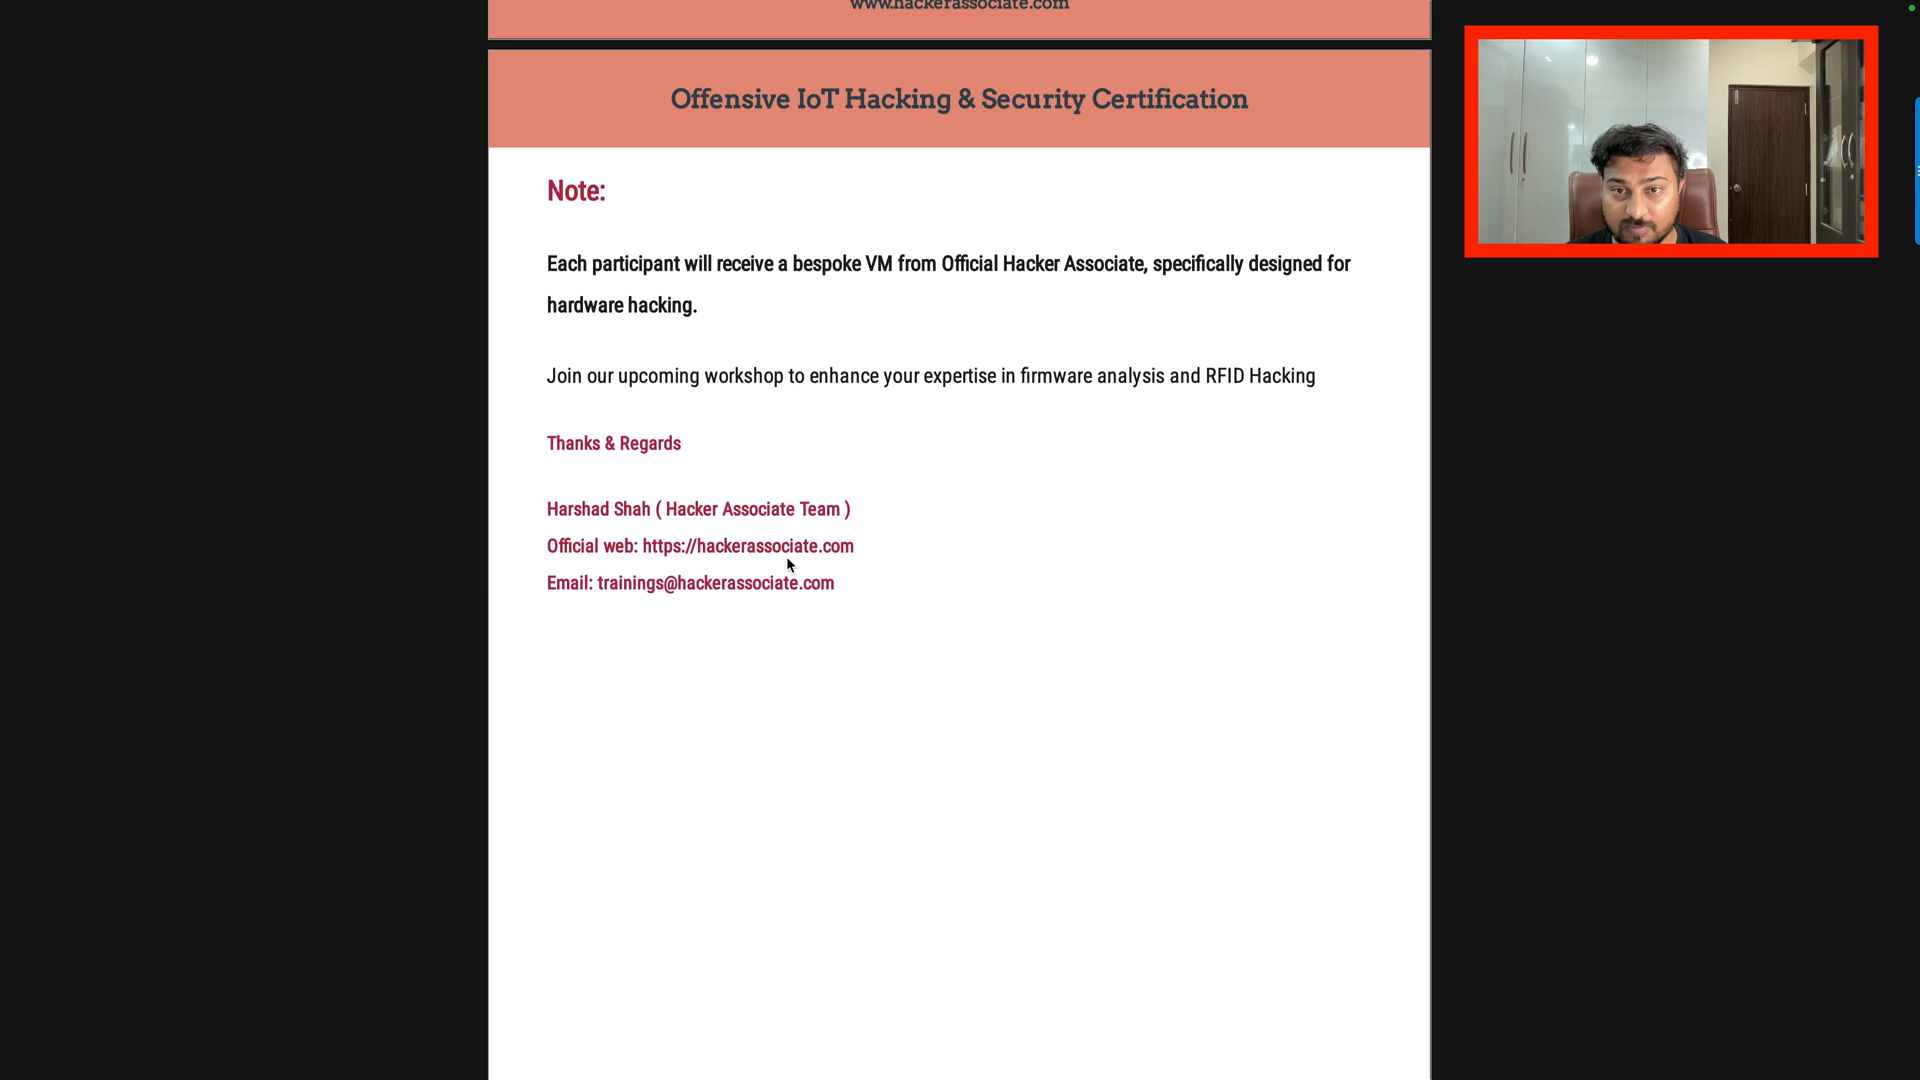 www.hackerassociate.com
Offensive IoT Hacking & Security Certification
Note:
Each participant will receive a bespoke VM from Official Hacker Associate, specifically designed for
hardware hacking.
Join our upcoming workshop to enhance your expertise in firmware analysis and RFID Hacking
Thanks & Regards
Harshad Shah ( Hacker Associate Team )
Official web: https://hackerassociate.com
Email: trainings@hackerassociate.com